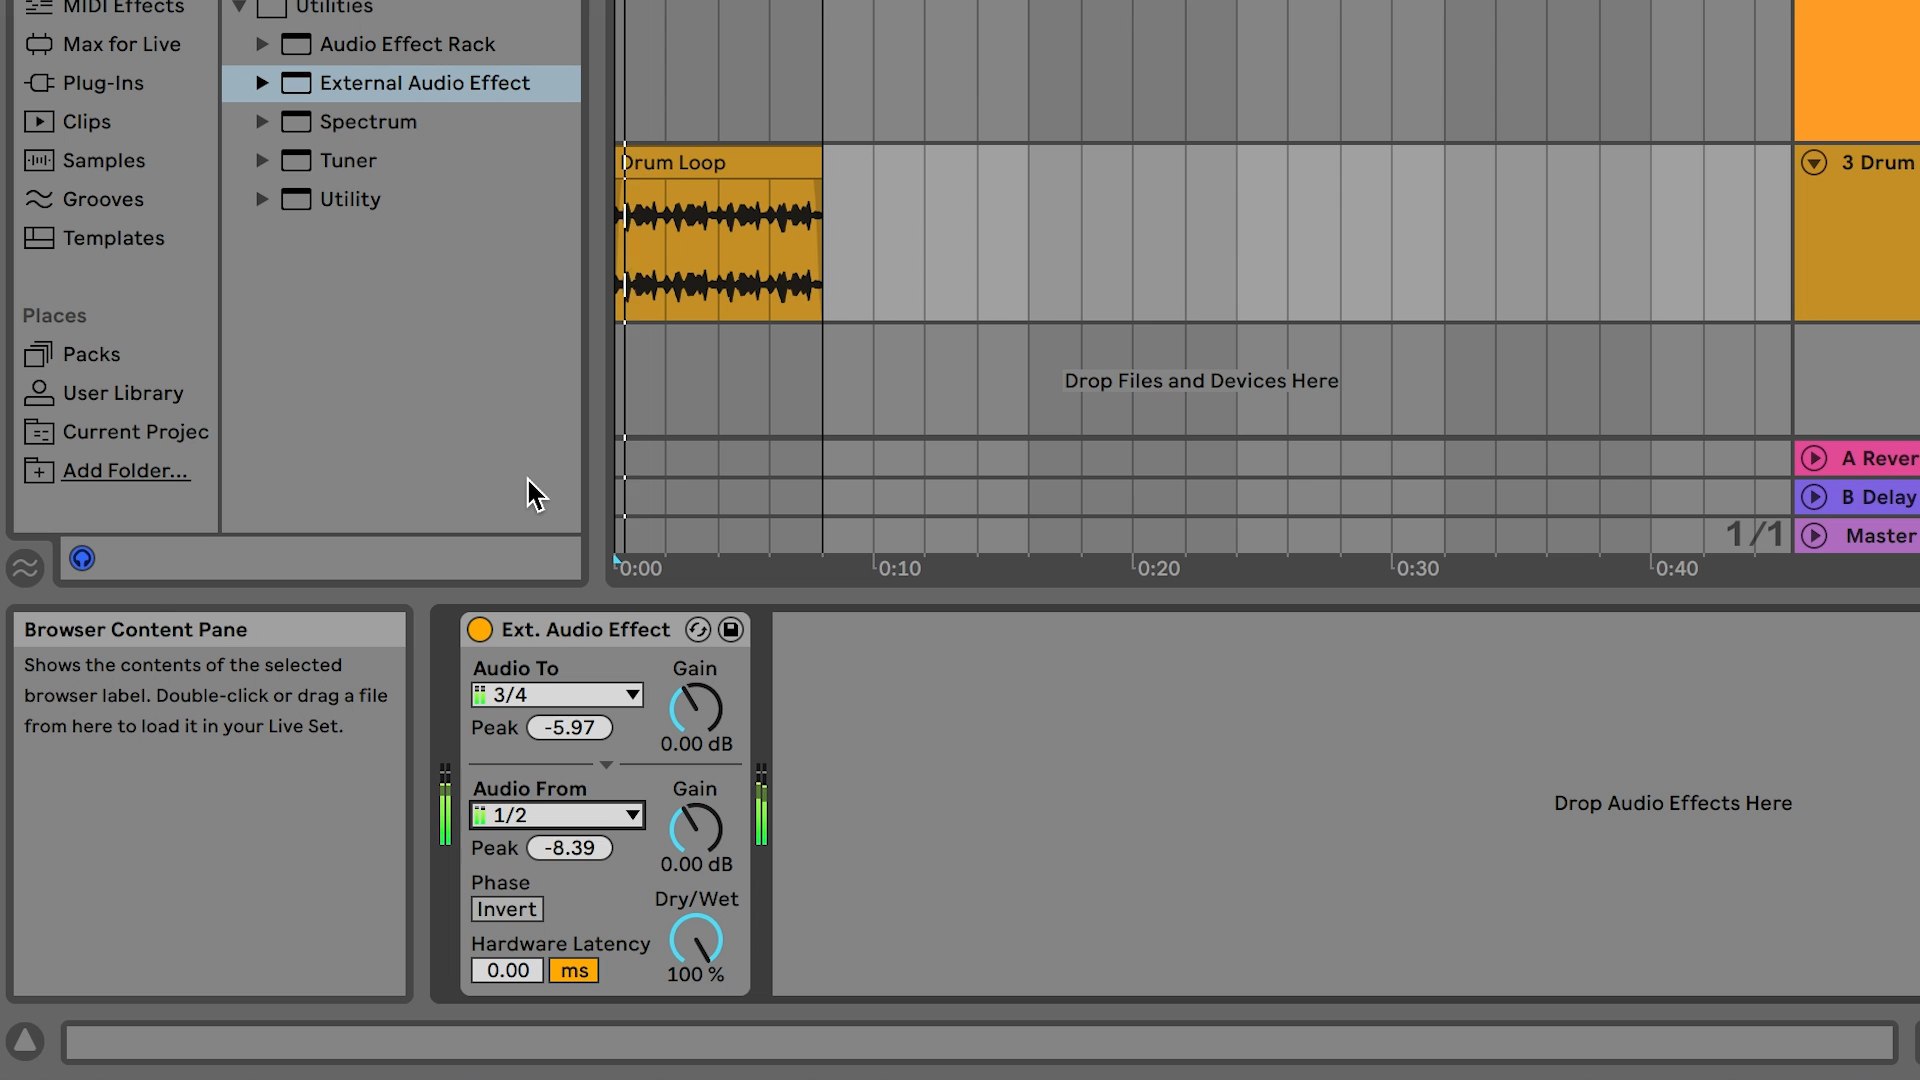 MIDI Effects
Max for Live
Plug-Ins
Clips
Samples
Grooves
Templates
Places
Packs
User Library
Current Projec
Add Folder...
Utilities
Audio Effect Rack
External Audio Effect
Spectrum
Tuner
Utility
Drum Loop
3 Drum
Drop Files and Devices Here
A Rever
B Delay
1/1
Master
0:00
0:10
0:20
0:30
0:40
Browser Content Pane
Shows the contents of the selected
browser label. Double-click or drag a file
from here to load it in your Live Set.
Ext. Audio Effect
Audio To
Gain
3/4
Peak -5.97
0.00 dB
Audio From
Gain
1/2
Peak -8.39
0.00 dB
Phase
Invert
Dry/Wet
Hardware Latency
0.00 ms
100 %
Drop Audio Effects Here